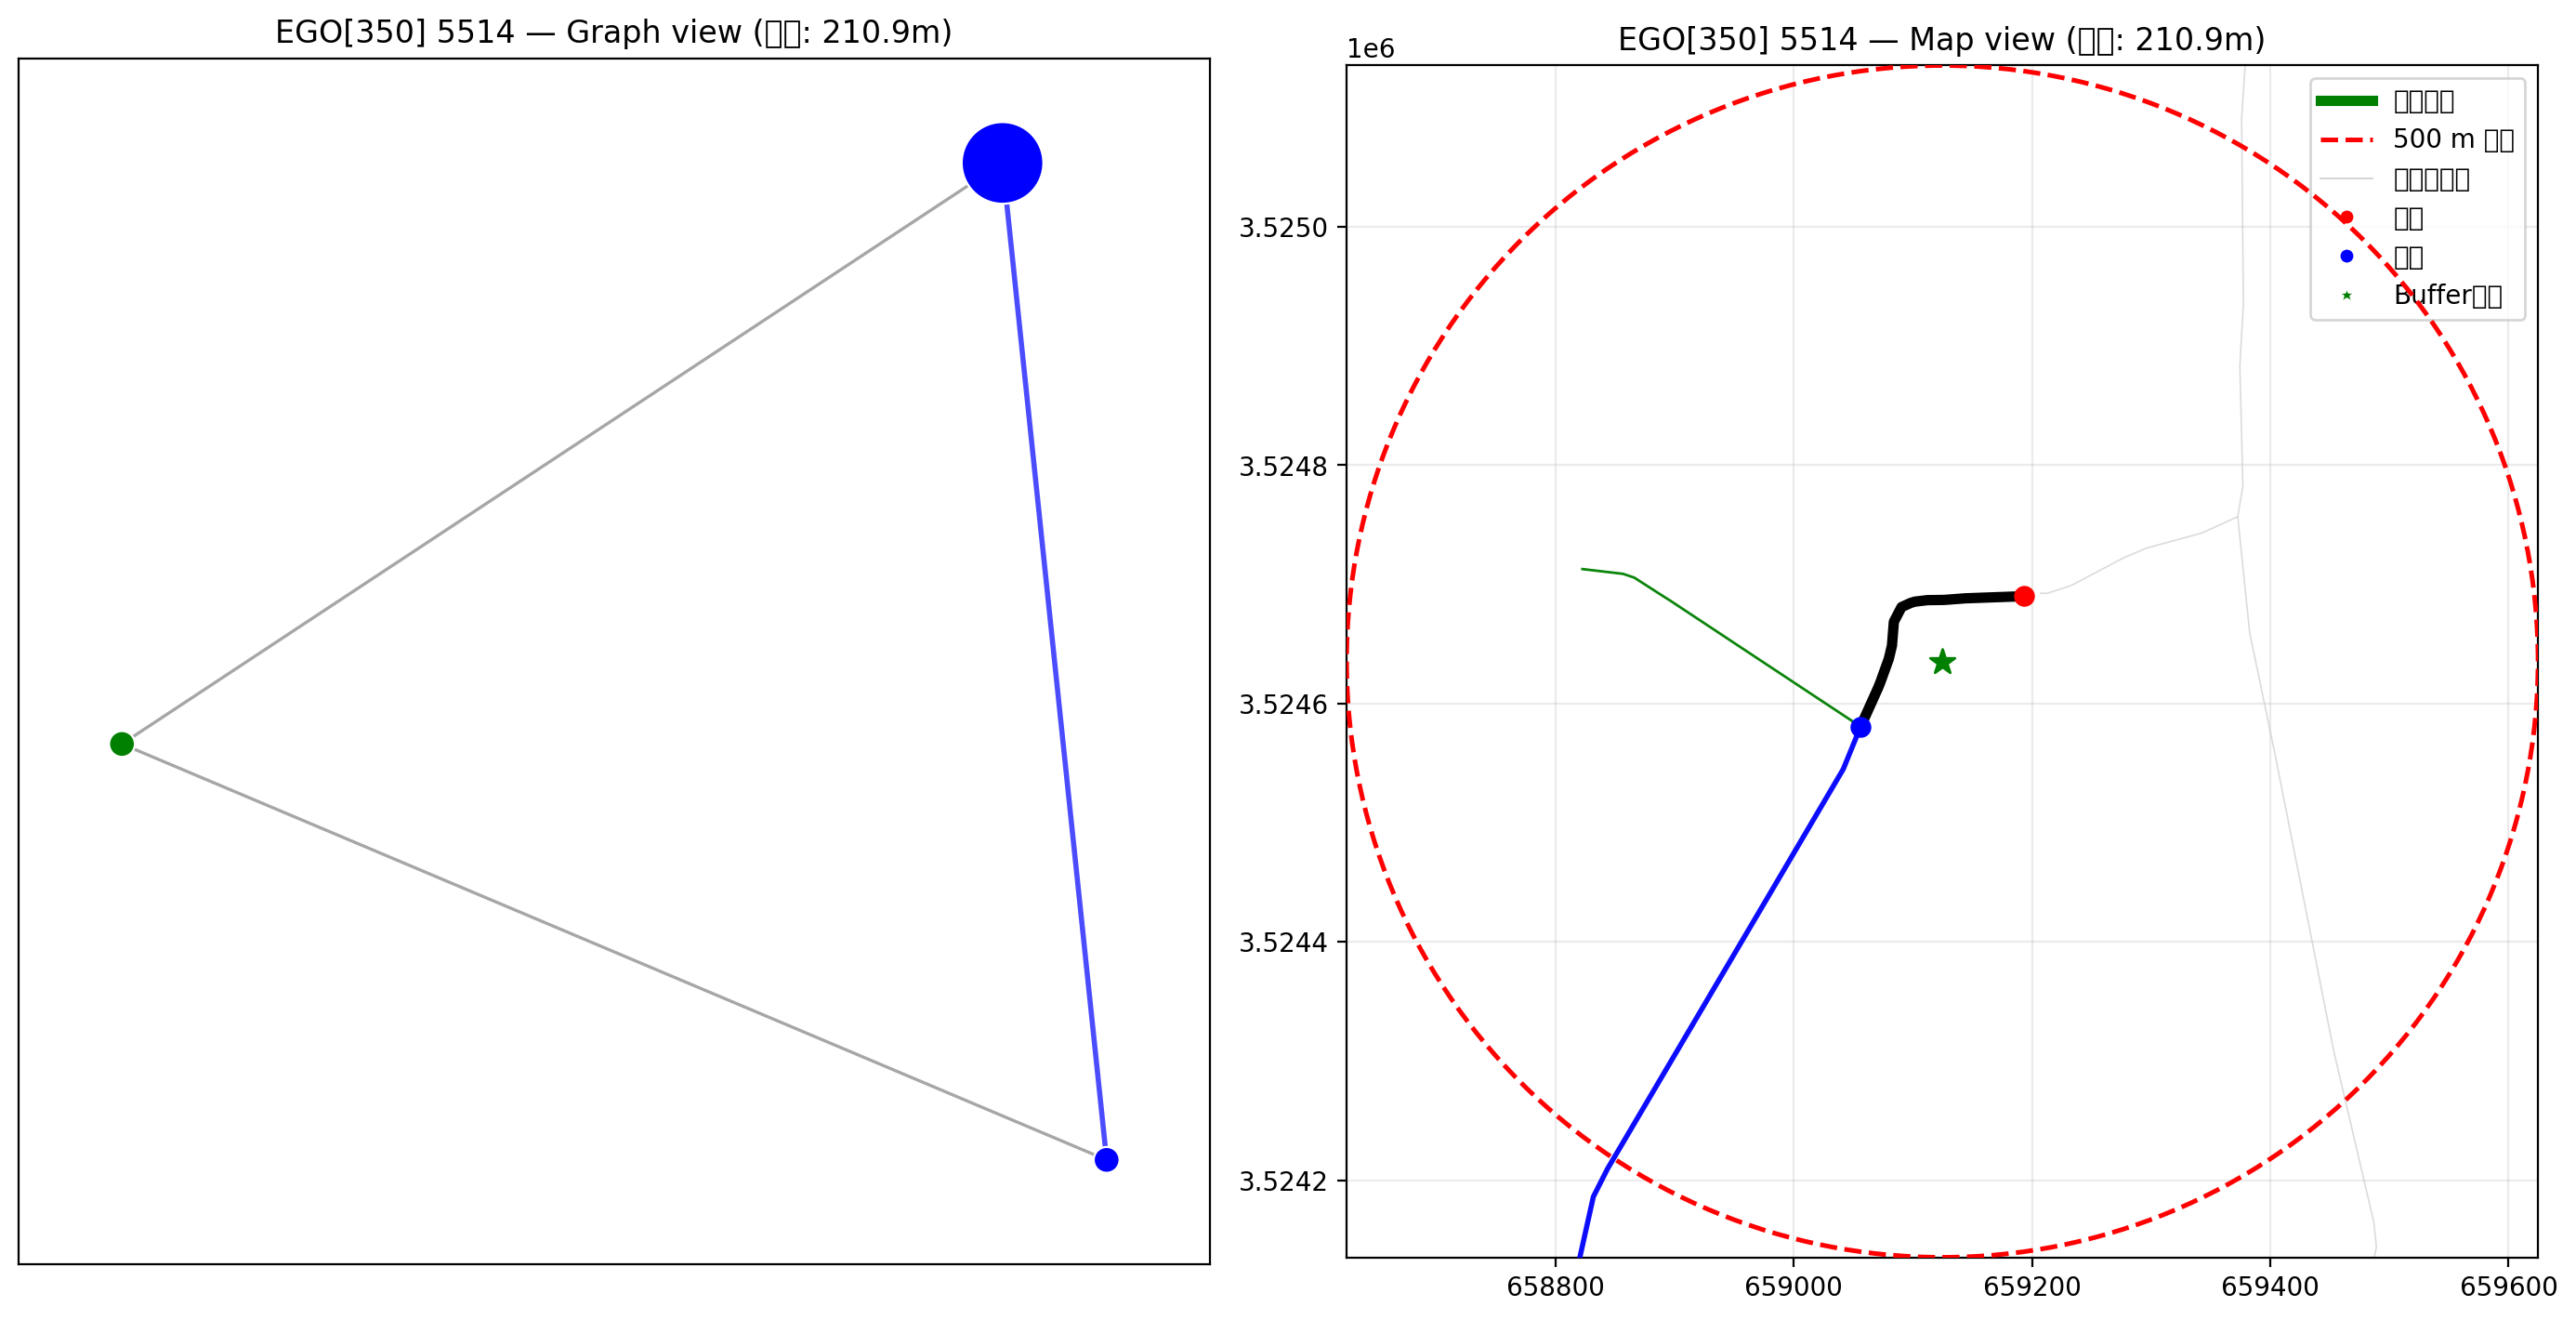 EGO[350] 5514 — Graph view (: 210.9m)
EGO[350] 5514 — Map view (: 210.9m)
1e6
500 m
Buffer
3.5250
3.5248
3.5246
3.5244
3.5242
658800
659000
659200
659400
659600